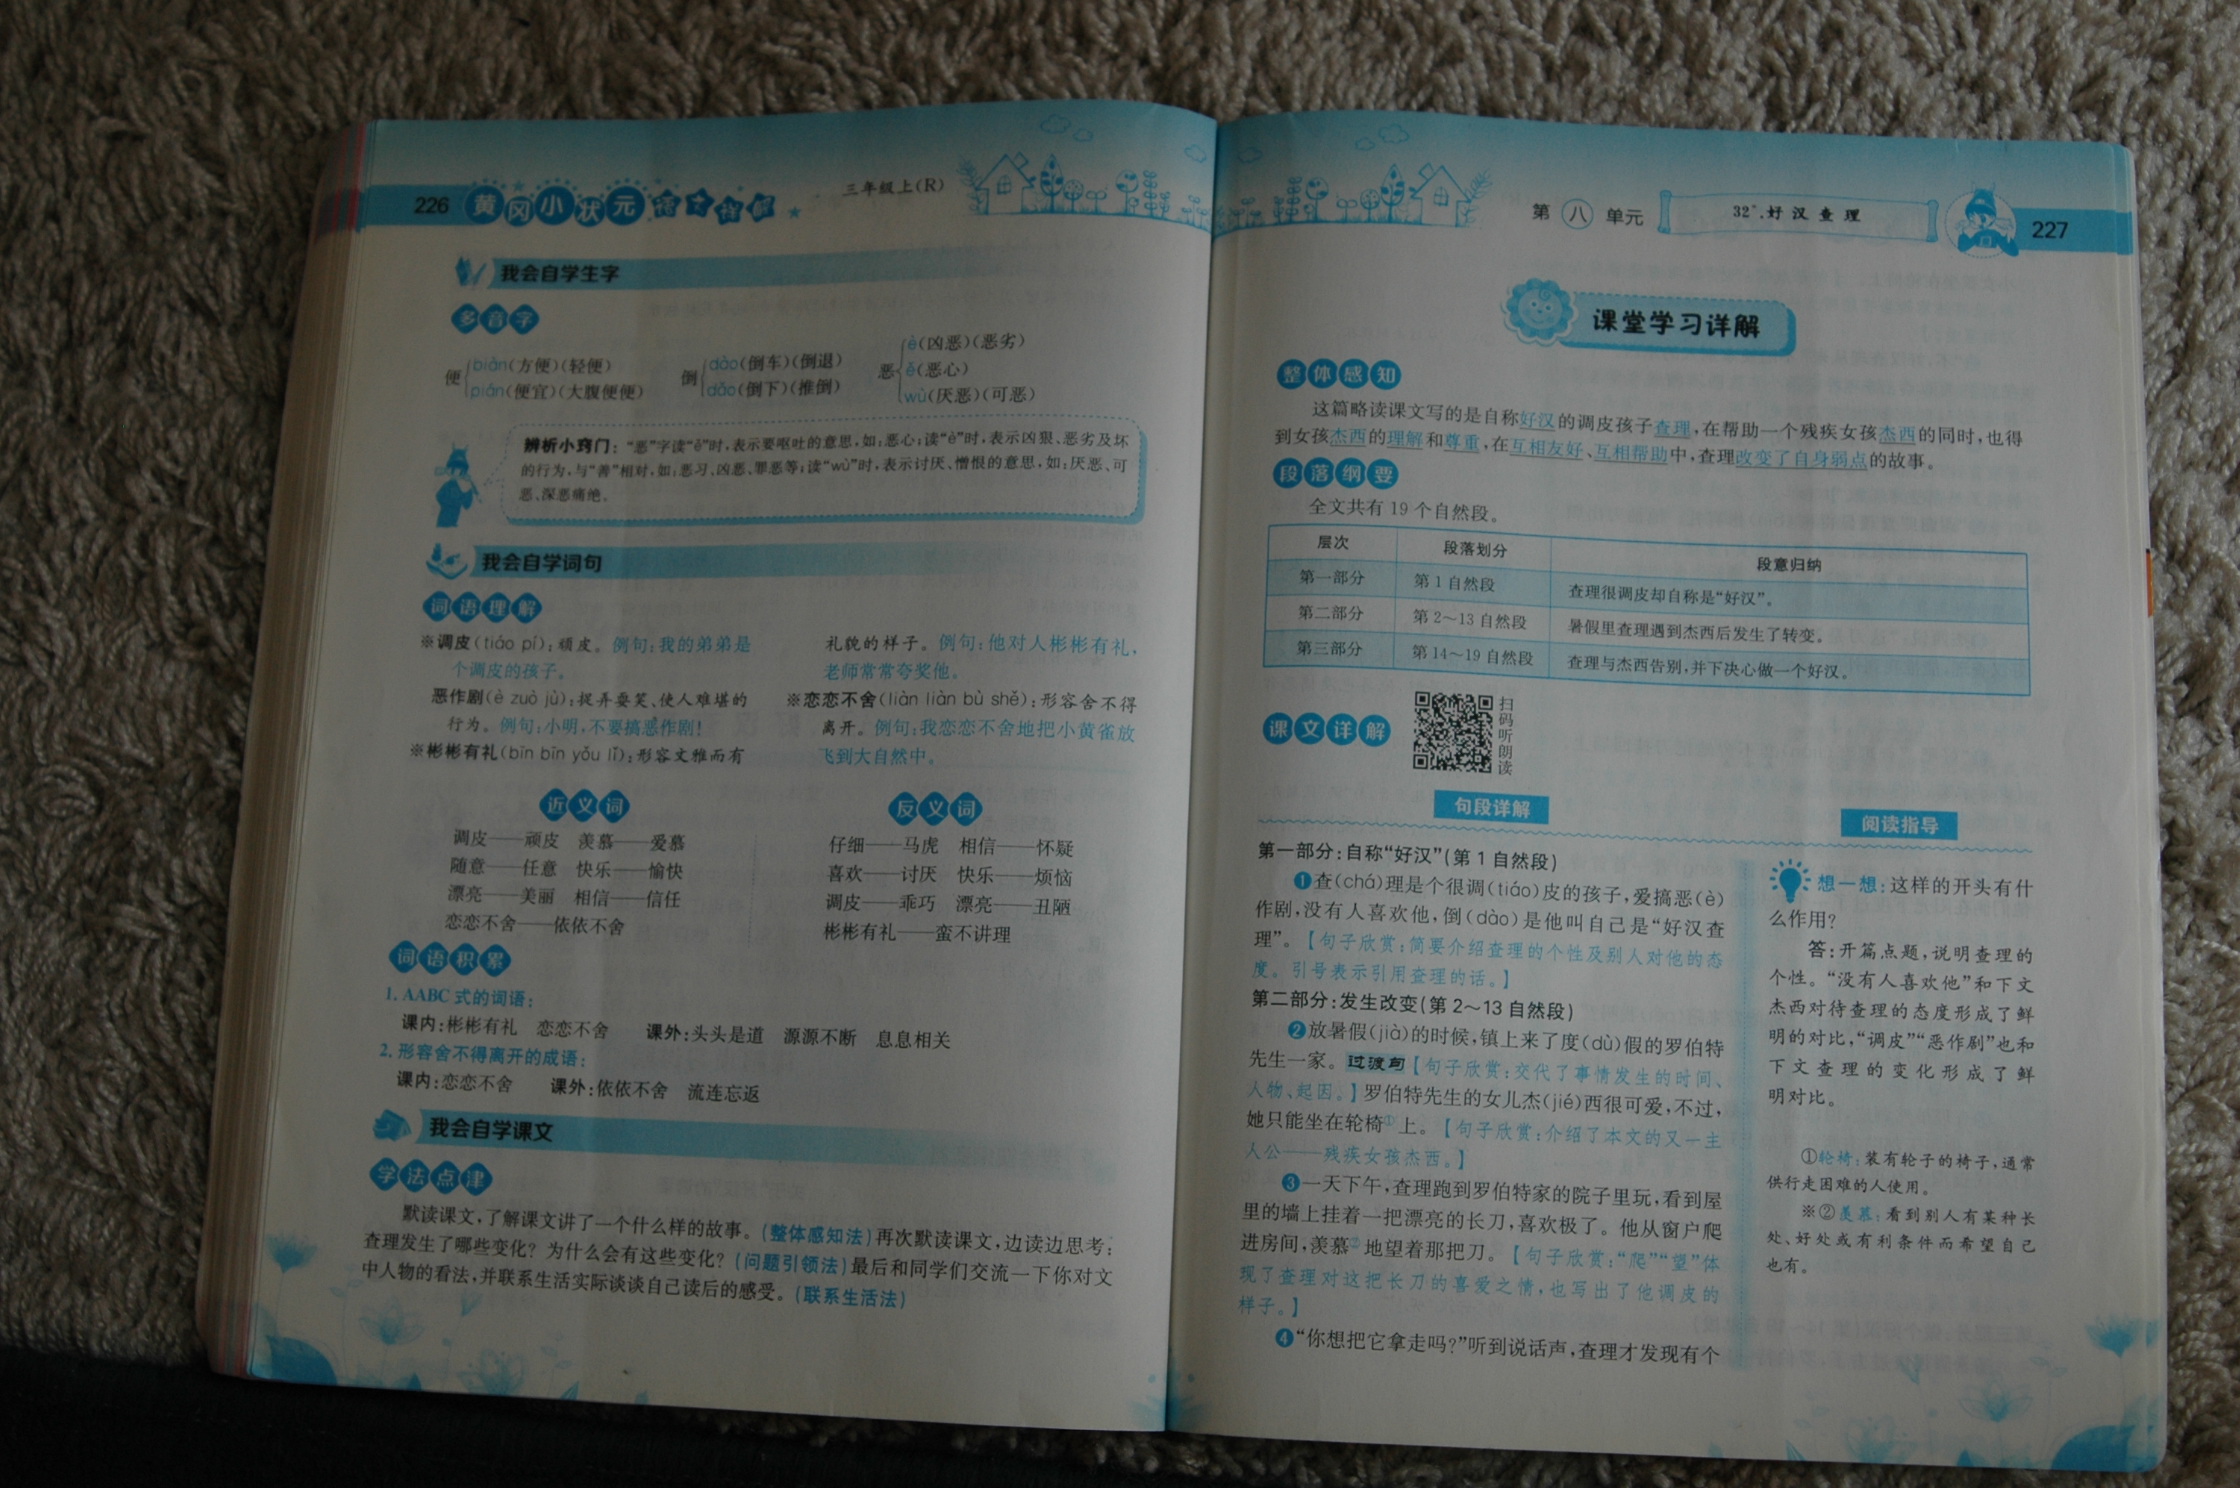 226 黄冈小状元 三年级上(R)
我会自学生字
多音字
便 biàn(方便)(轻便)
pián(便宜)(大腹便便)
倒 dào(倒车)(倒退)
dǎo(倒下)(推倒)
恶 è(凶恶)(恶劣)
ě(恶心)
wù(厌恶)(可恶)
辨析小窍门:“恶”字读“ě”时,表示要呕吐的意思,如:恶心;读“è”时,表示凶狠、恶劣及坏
的行为,与“善”相对,如:恶习、凶恶、罪恶等;读“wù”时,表示讨厌、憎恨的意思,如:厌恶、可
恶、深恶痛绝。
我会自学词句
词语理解
※调皮(tiáo pí):顽皮。例句:我的弟弟是
个调皮的孩子。
恶作剧(è zuò jù):捉弄耍笑、使人难堪的
行为。例句:小明,不要搞恶作剧!
※彬彬有礼(bīn bīn yǒu lǐ):形容文雅而有
礼貌的样子。例句:他对人彬彬有礼,
老师常常夸奖他。
※恋恋不舍(liàn liàn bù shě):形容舍不得
离开。例句:我恋恋不舍地把小黄雀放
飞到大自然中。
近义词
调皮——顽皮 羡慕——爱慕
随意——任意 快乐——愉快
漂亮——美丽 相信——信任
恋恋不舍——依依不舍
反义词
仔细——马虎 相信——怀疑
喜欢——讨厌 快乐——烦恼
调皮——乖巧 漂亮——丑陋
彬彬有礼——蛮不讲理
词语积累
1. AABC式的词语:
课内:彬彬有礼 恋恋不舍 课外:头头是道 源源不断 息息相关
2. 形容舍不得离开的成语:
课内:恋恋不舍 课外:依依不舍 流连忘返
我会自学课文
学法点津
默读课文,了解课文讲了一个什么样的故事。(整体感知法)再次默读课文,边读边思考:
查理发生了哪些变化?为什么会有这些变化?(问题引领法)最后和同学们交流一下你对文
中人物的看法,并联系生活实际谈谈自己读后的感受。(联系生活法)
第八单元 32*.好汉查理 227
课堂学习详解
整体感知
这篇略读课文写的是自称好汉的调皮孩子查理,在帮助一个残疾女孩杰西的同时,也得
到女孩杰西的理解和尊重,在互相友好、互相帮助中,查理改变了自身弱点的故事。
段落纲要
全文共有19个自然段。
层次 段落划分 段意归纳
第一部分 第1自然段 查理很调皮却自称是“好汉”。
第二部分 第2~13自然段 暑假里查理遇到杰西后发生了转变。
第三部分 第14~19自然段 查理与杰西告别,并下决心做一个好汉。
课文详解
扫码听朗读
句段详解
第一部分:自称“好汉”(第1自然段)
❶查(chá)理是个很调(tiáo)皮的孩子,爱搞恶(è)
作剧,没有人喜欢他,倒(dào)是他叫自己是“好汉查
理”。【句子欣赏:简要介绍查理的个性及别人对他的态
度。引号表示引用查理的话。】
第二部分:发生改变(第2~13自然段)
❷放暑假(jià)的时候,镇上来了度(dù)假的罗伯特
先生一家。过渡句【句子欣赏:交代了事情发生的时间、
人物、起因。】罗伯特先生的女儿杰(jié)西很可爱,不过,
她只能坐在轮椅①上。【句子欣赏:介绍了本文的又一主
人公——残疾女孩杰西。】
❸一天下午,查理跑到罗伯特家的院子里玩,看到屋
里的墙上挂着一把漂亮的长刀,喜欢极了。他从窗户爬
进房间,羡慕②地望着那把刀。【句子欣赏:“爬”“望”体
现了查理对这把长刀的喜爱之情,也写出了他调皮的
样子。】
❹“你想把它拿走吗?”听到说话声,查理才发现有个
阅读指导
想一想:这样的开头有什
么作用?
答:开篇点题,说明查理的
个性。“没有人喜欢他”和下文
杰西对待查理的态度形成了鲜
明的对比,“调皮”“恶作剧”也和
下文查理的变化形成了鲜
明对比。
①轮椅:装有轮子的椅子,通常
供行走困难的人使用。
※②羡慕:看到别人有某种长
处、好处或有利条件而希望自己
也有。